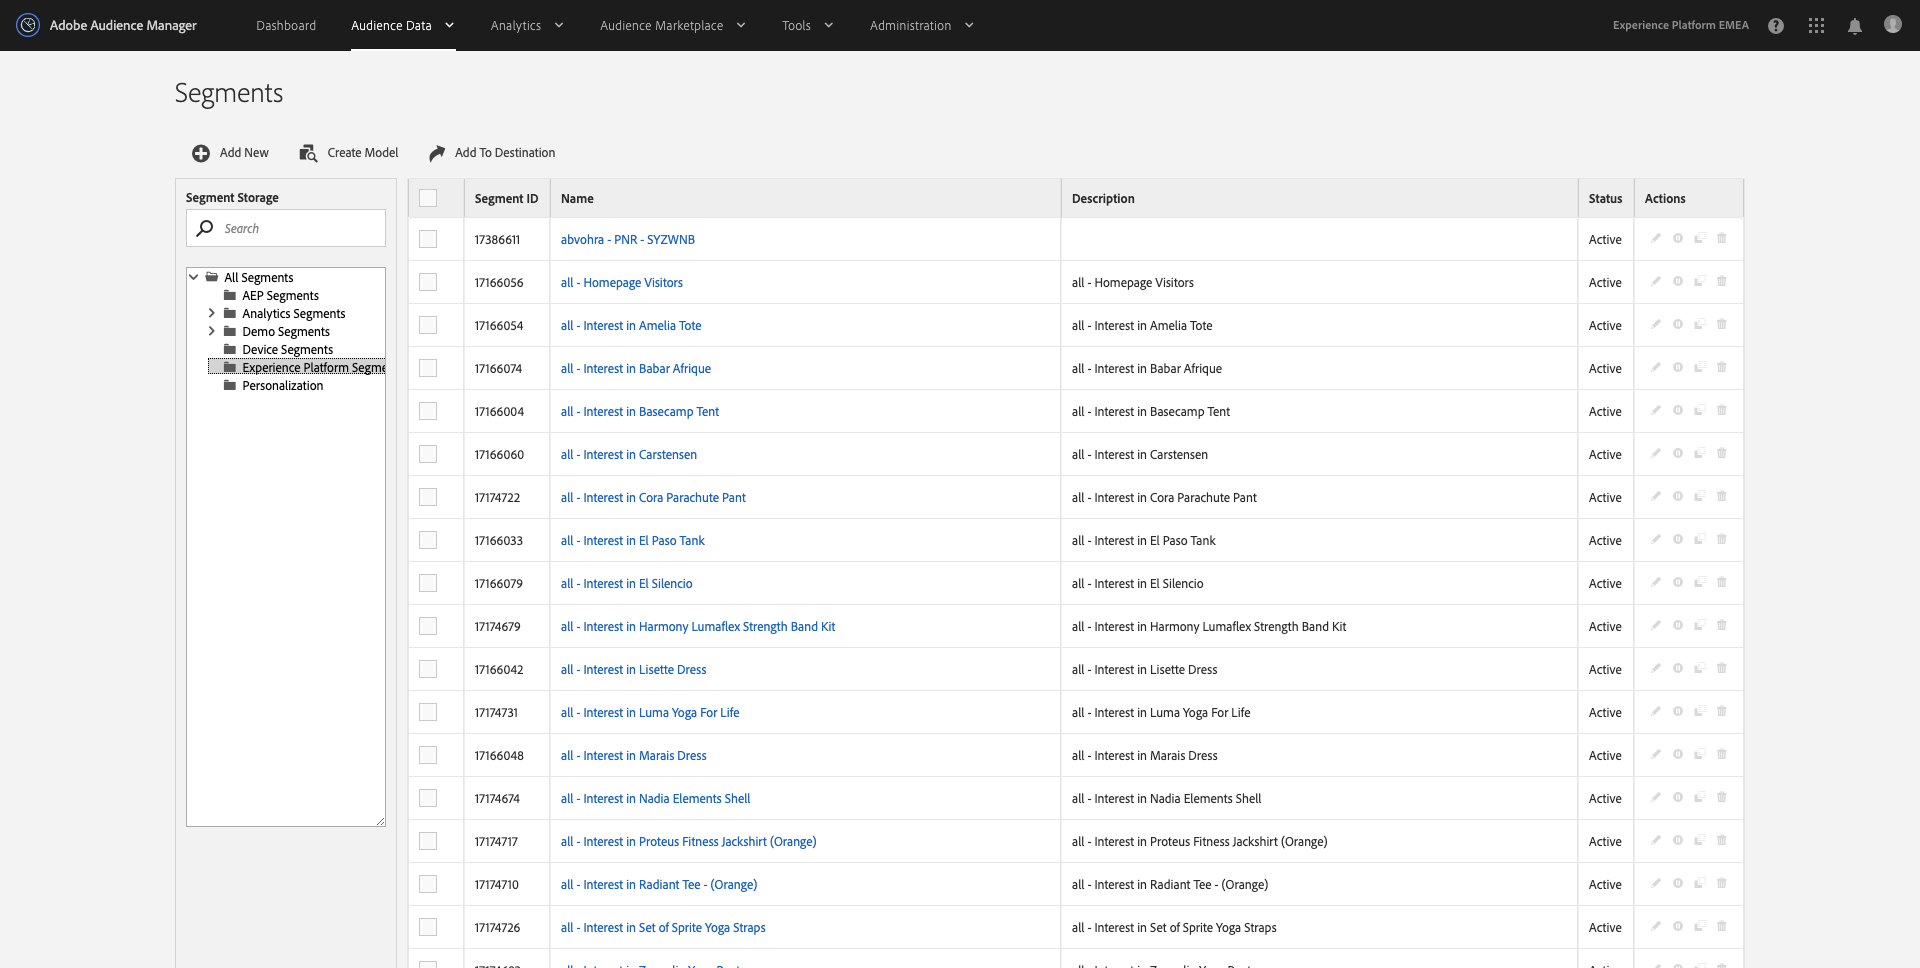 Adobe Audience Manager Dashboard Audience Data Analytics Audience Marketplace Tools Administration Experience Platform EMEA
Segments
Add New Create Model Add To Destination
Segment Storage
Search
All Segments
AEP Segments
Analytics Segments
Demo Segments
Device Segments
Experience Platform Segme
Personalization
Segment ID Name Description Status Actions
17386611 abvohra - PNR - SYZWNB Active
17166056 all - Homepage Visitors all - Homepage Visitors Active
17166054 all - Interest in Amelia Tote all - Interest in Amelia Tote Active
17166074 all - Interest in Babar Afrique all - Interest in Babar Afrique Active
17166004 all - Interest in Basecamp Tent all - Interest in Basecamp Tent Active
17166060 all - Interest in Carstensen all - Interest in Carstensen Active
17174722 all - Interest in Cora Parachute Pant all - Interest in Cora Parachute Pant Active
17166033 all - Interest in El Paso Tank all - Interest in El Paso Tank Active
17166079 all - Interest in El Silencio all - Interest in El Silencio Active
17174679 all - Interest in Harmony Lumaflex Strength Band Kit all - Interest in Harmony Lumaflex Strength Band Kit Active
17166042 all - Interest in Lisette Dress all - Interest in Lisette Dress Active
17174731 all - Interest in Luma Yoga For Life all - Interest in Luma Yoga For Life Active
17166048 all - Interest in Marais Dress all - Interest in Marais Dress Active
17174674 all - Interest in Nadia Elements Shell all - Interest in Nadia Elements Shell Active
17174717 all - Interest in Proteus Fitness Jackshirt (Orange) all - Interest in Proteus Fitness Jackshirt (Orange) Active
17174710 all - Interest in Radiant Tee - (Orange) all - Interest in Radiant Tee - (Orange) Active
17174726 all - Interest in Set of Sprite Yoga Straps all - Interest in Set of Sprite Yoga Straps Active